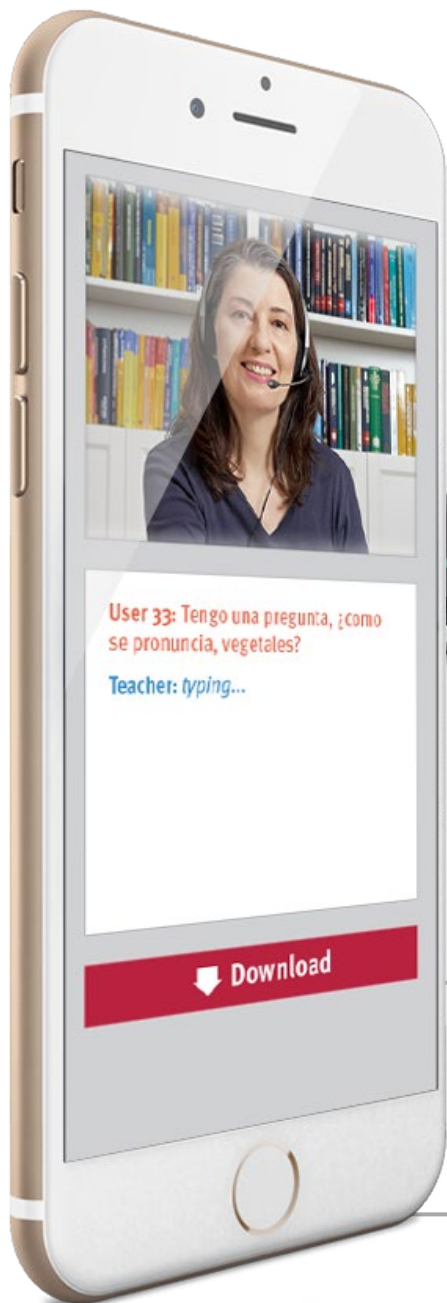 User 33: Tengo una pregunta, ¿como
se pronuncia, vegetales?
Teacher: typing...
Download